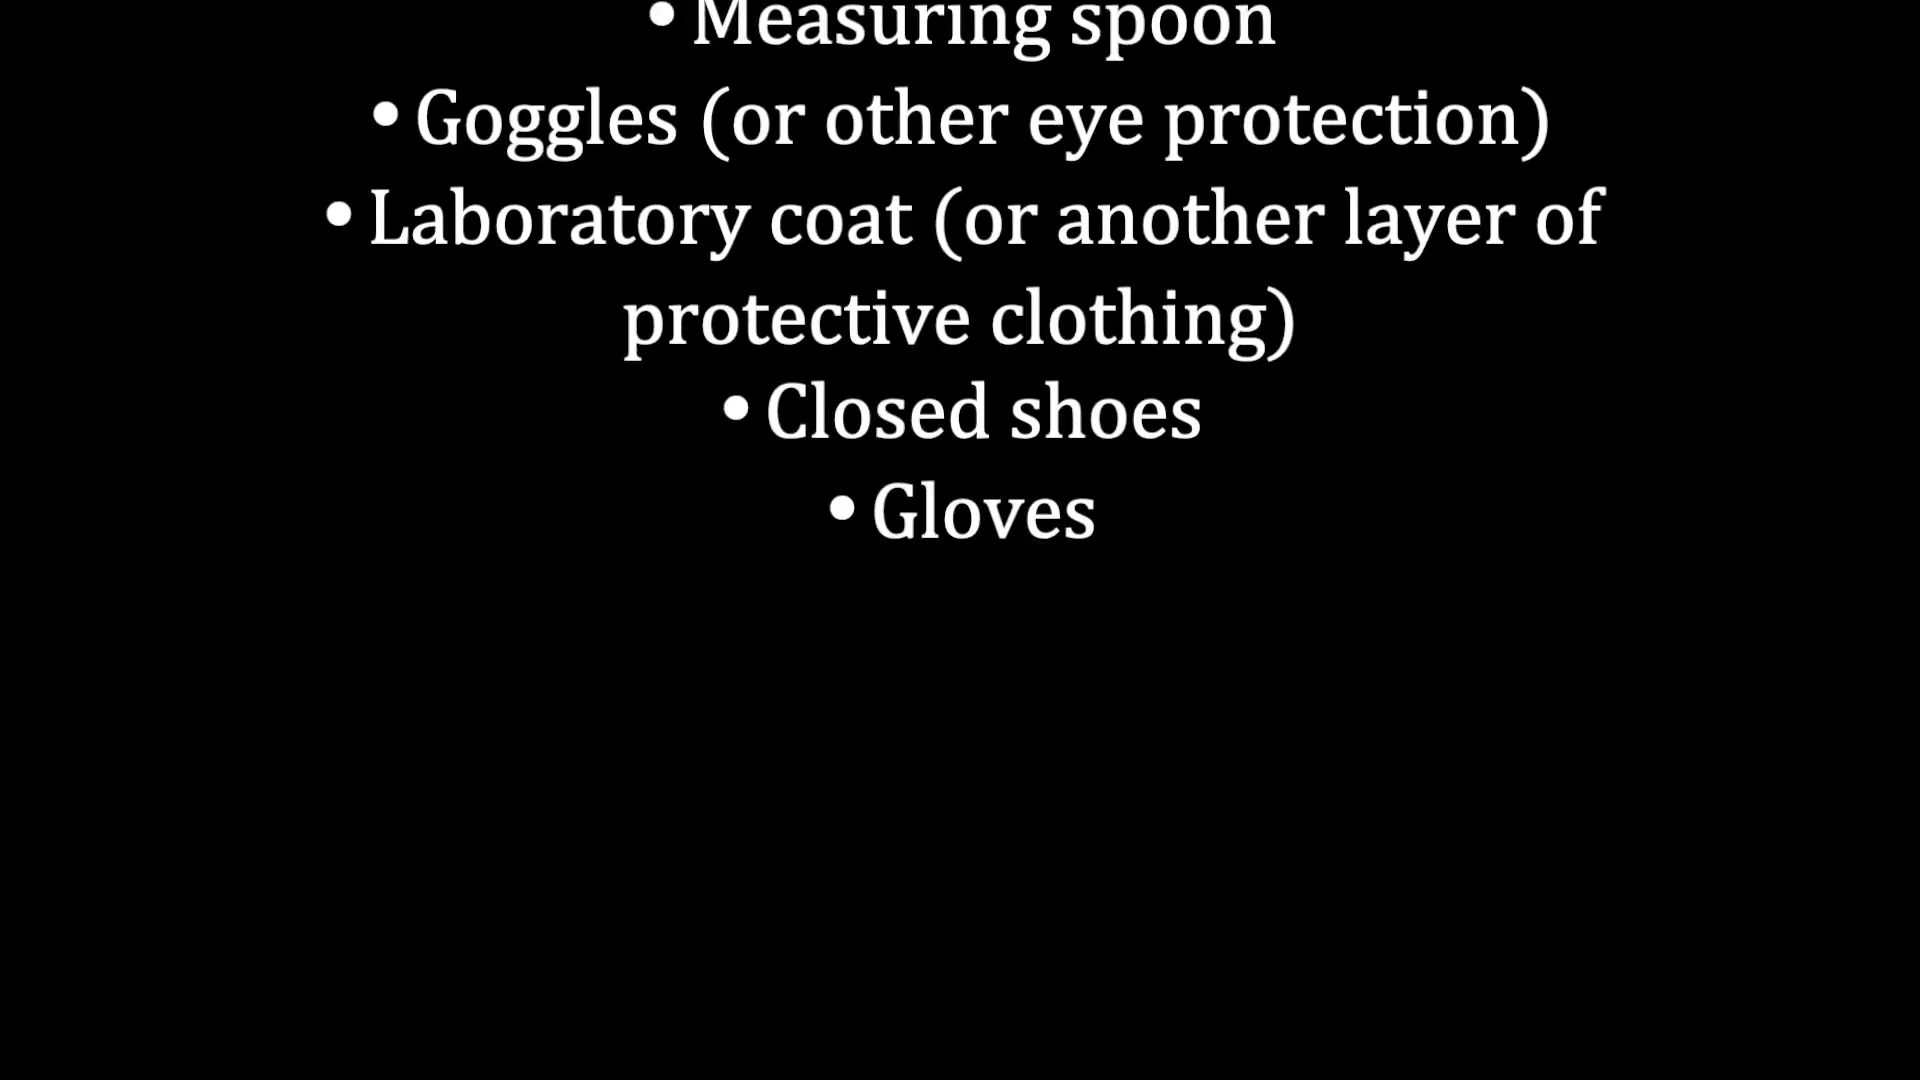 • Measuring spoon
• Goggles (or other eye protection)
• Laboratory coat (or another layer of
protective clothing)
• Closed shoes
• Gloves